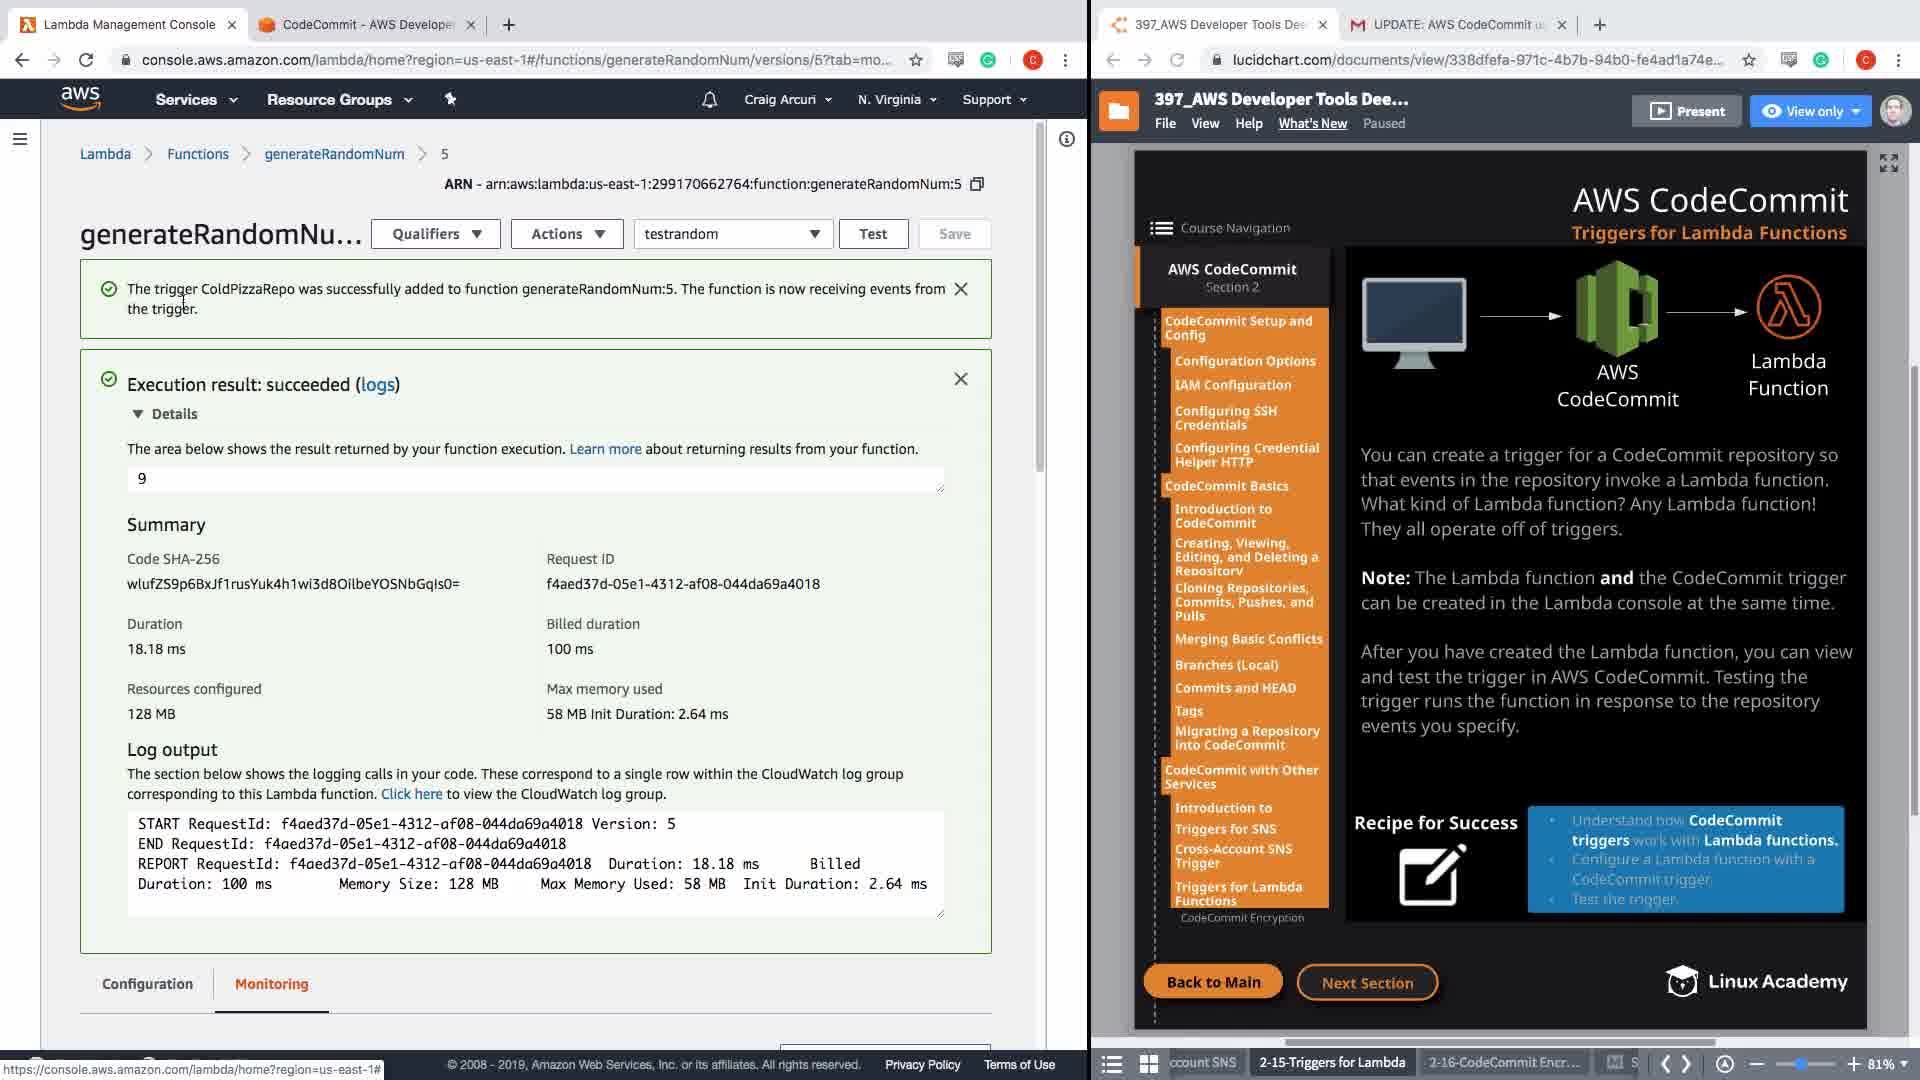 Lambda Management Console
CodeCommit - AWS Developer
console.aws.amazon.com/lambda/home?region=us-east-1#/functions/generateRandomNum/versions/5?tab=mo...
aws
Services
Resource Groups
Craig Arcuri
N. Virginia
Support
Lambda
Functions
generateRandomNum
5
ARN - arn:aws:lambda:us-east-1:299170662764:function:generateRandomNum:5
generateRandomNu...
Qualifiers
Actions
testrandom
Test
Save
The trigger ColdPizzaRepo was successfully added to function generateRandomNum:5. The function is now receiving events from
the trigger.
Execution result: succeeded (logs)
Details
The area below shows the result returned by your function execution. Learn more about returning results from your function.
9
Summary
Code SHA-256
Request ID
wlufZS9p6BxJf1rusYuk4h1wi3d8OilbeYOSNbGqIs0=
f4aed37d-05e1-4312-af08-044da69a4018
Duration
Billed duration
18.18 ms
100 ms
Resources configured
Max memory used
128 MB
58 MB Init Duration: 2.64 ms
Log output
The section below shows the logging calls in your code. These correspond to a single row within the CloudWatch log group
corresponding to this Lambda function. Click here to view the CloudWatch log group.
START RequestId: f4aed37d-05e1-4312-af08-044da69a4018 Version: 5
END RequestId: f4aed37d-05e1-4312-af08-044da69a4018
REPORT RequestId: f4aed37d-05e1-4312-af08-044da69a4018 Duration: 18.18 ms Billed
Duration: 100 ms Memory Size: 128 MB Max Memory Used: 58 MB Init Duration: 2.64 ms
Configuration
Monitoring
https://console.aws.amazon.com/lambda/home?region=us-east-1#
© 2008 - 2019, Amazon Web Services, Inc. or its affiliates. All rights reserved.
Privacy Policy
Terms of Use
397_AWS Developer Tools Dee
UPDATE: AWS CodeCommit u
lucidchart.com/documents/view/338dfefa-971c-4b7b-94b0-fe4ad1a74e...
C
397_AWS Developer Tools Dee...
File
View
Help
What's New
Paused
Present
View only
AWS CodeCommit
Triggers for Lambda Functions
Course Navigation
AWS CodeCommit
Section 2
CodeCommit Setup and
Config
Configuration Options
IAM Configuration
Configuring SSH
Credentials
Configuring Credential
Helper HTTP
CodeCommit Basics
Introduction to
CodeCommit
Creating, Viewing,
Editing, and Deleting a
Repository
Cloning Repositories,
Commits, Pushes, and
Pulls
Merging Basic Conflicts
Branches (Local)
Commits and HEAD
Tags
Migrating a Repository
into CodeCommit
CodeCommit with Other
Services
Introduction to
Triggers for SNS
Cross-Account SNS
Trigger
Triggers for Lambda
Functions
CodeCommit Encryption
AWS
CodeCommit
Lambda
Function
You can create a trigger for a CodeCommit repository so
that events in the repository invoke a Lambda function.
What kind of Lambda function? Any Lambda function!
They all operate off of triggers.
Note: The Lambda function and the CodeCommit trigger
can be created in the Lambda console at the same time.
After you have created the Lambda function, you can view
and test the trigger in AWS CodeCommit. Testing the
trigger runs the function in response to the repository
events you specify.
Recipe for Success
Understand how CodeCommit
triggers work with Lambda functions.
Configure a Lambda function with a
CodeCommit trigger.
Test the trigger.
Back to Main
Next Section
Linux Academy
ccount SNS
2-15-Triggers for Lambda
2-16-CodeCommit Encr...
81%